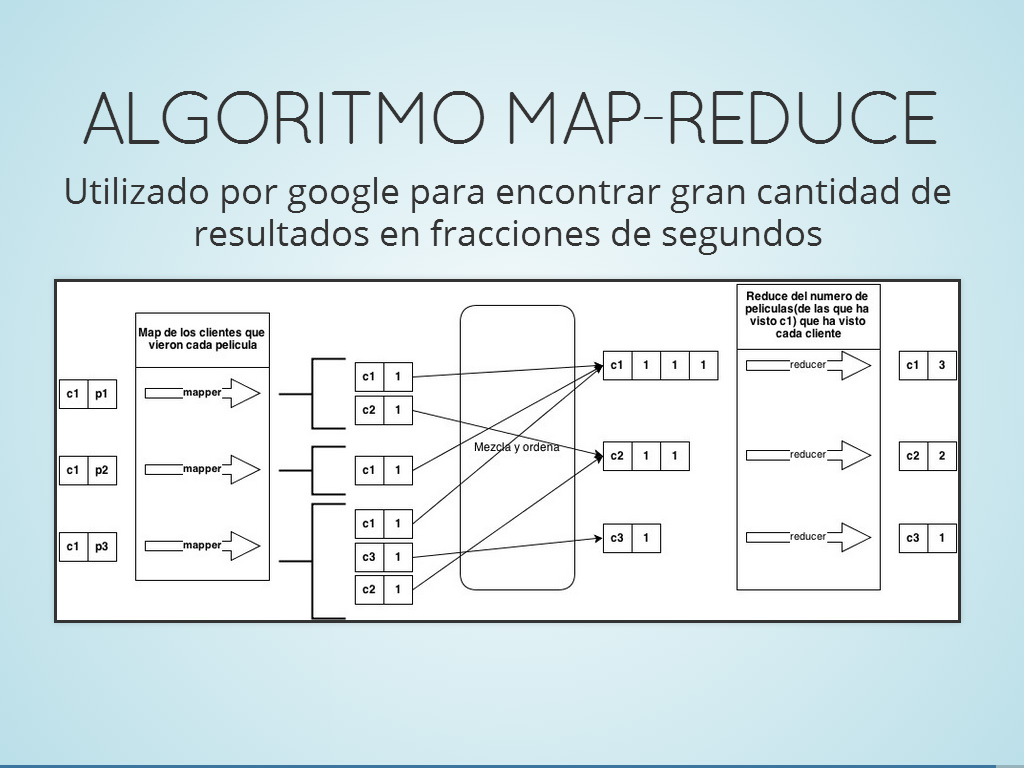 ALGORITMO MAP-REDUCE
Utilizado por google para encontrar gran cantidad de
resultados en fracciones de segundos
Map de los clientes que
vieron cada pelicula
c1 p1
mapper
c1 p2
mapper
c1 p3
mapper
c1 1
c2 1
c1 1
c1 1
c3 1
c2 1
Mezcla y ordena
c1 1 1 1
c2 1 1
c3 1
Reduce del numero de
peliculas(de las que ha
visto c1) que ha visto
cada cliente
reducer
c1 3
reducer
c2 2
reducer
c3 1